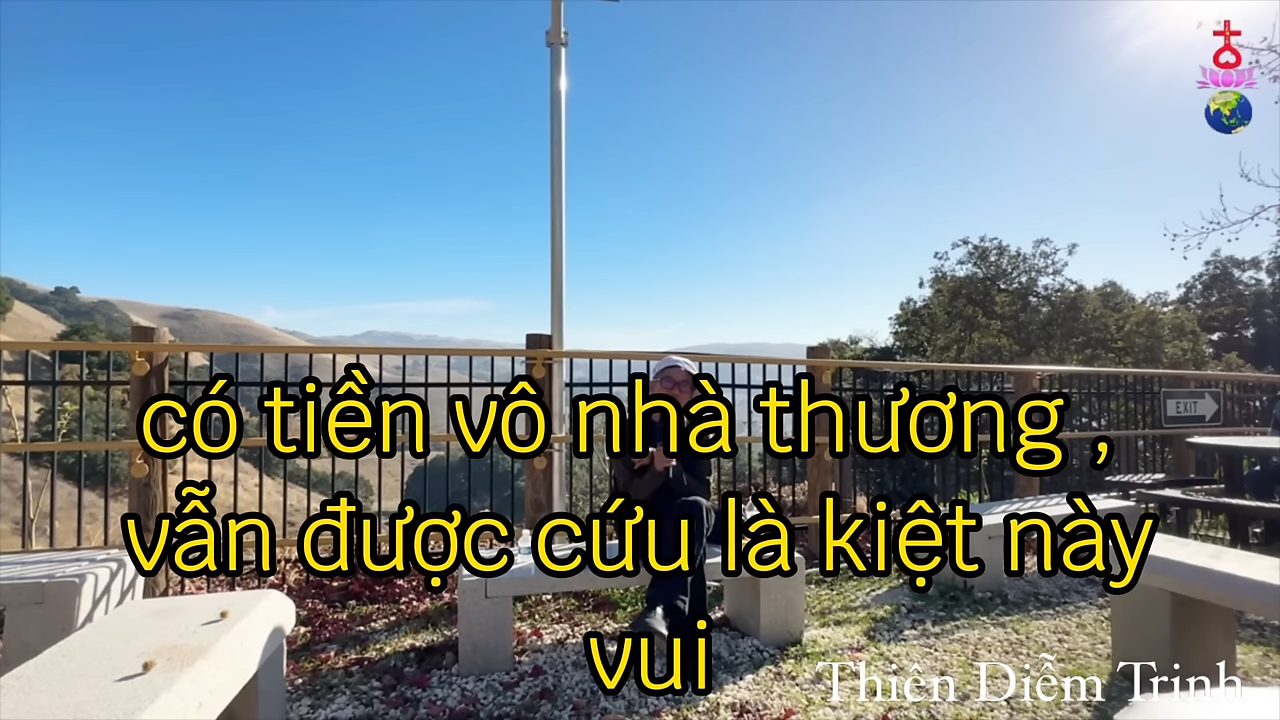 EXIT
có tiền vô nhà thương ,
vẫn được cứu là kiệt này
vui
Thiên Diễm Trinh